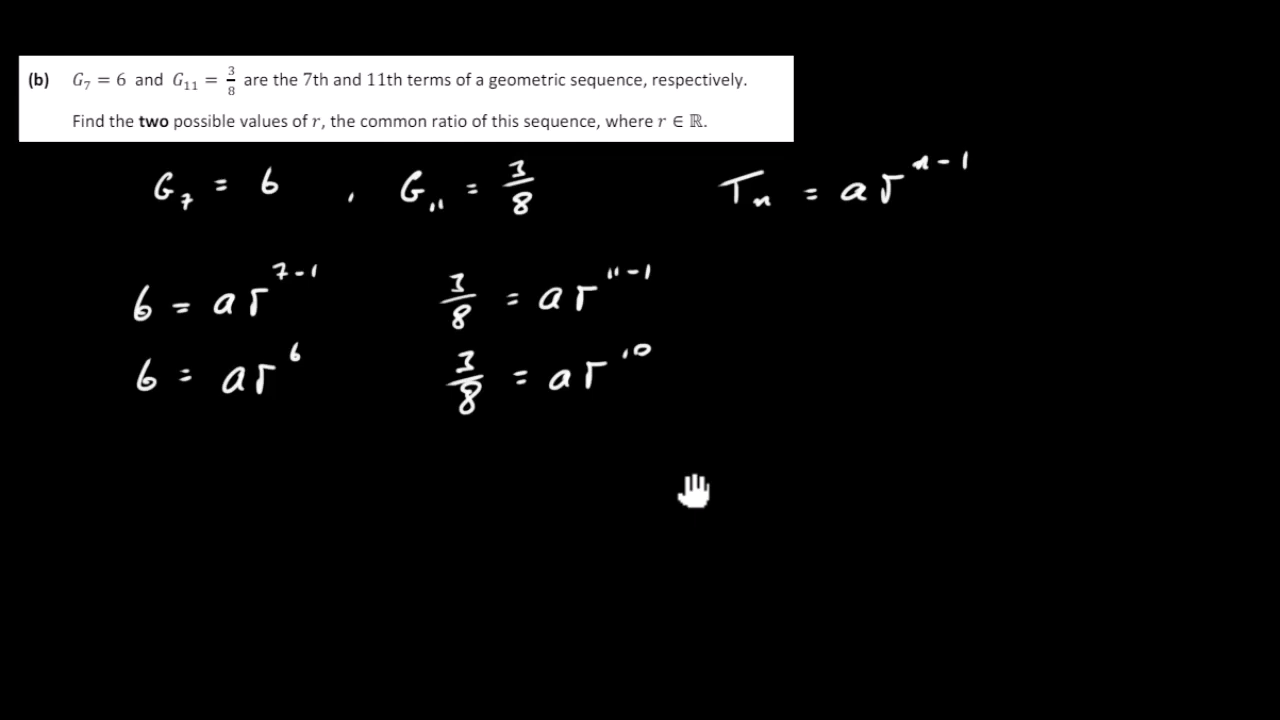 (b) G₇ = 6 and G₁₁ = 3/8 are the 7th and 11th terms of a geometric sequence, respectively.
Find the two possible values of r, the common ratio of this sequence, where r ∈ ℝ.
G₇ = 6 , G₁₁ = 3/8 Tₙ = ar^(n-1)
6 = ar^(7-1) 3/8 = ar^(11-1)
6 = ar^6 3/8 = ar^10